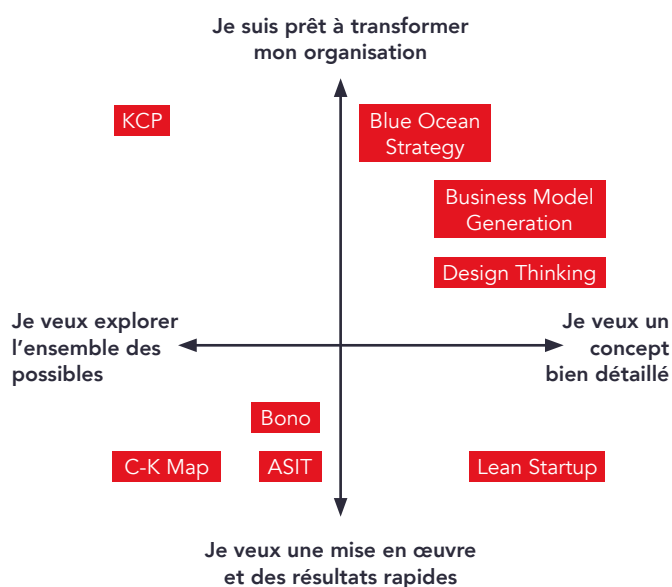 Je suis prêt à transformer
mon organisation
KCP
Blue Ocean
Strategy
Business Model
Generation
Design Thinking
Je veux explorer
l’ensemble des
possibles
Je veux un
concept
bien détaillé
Bono
C-K Map
ASIT
Lean Startup
Je veux une mise en œuvre
et des résultats rapides